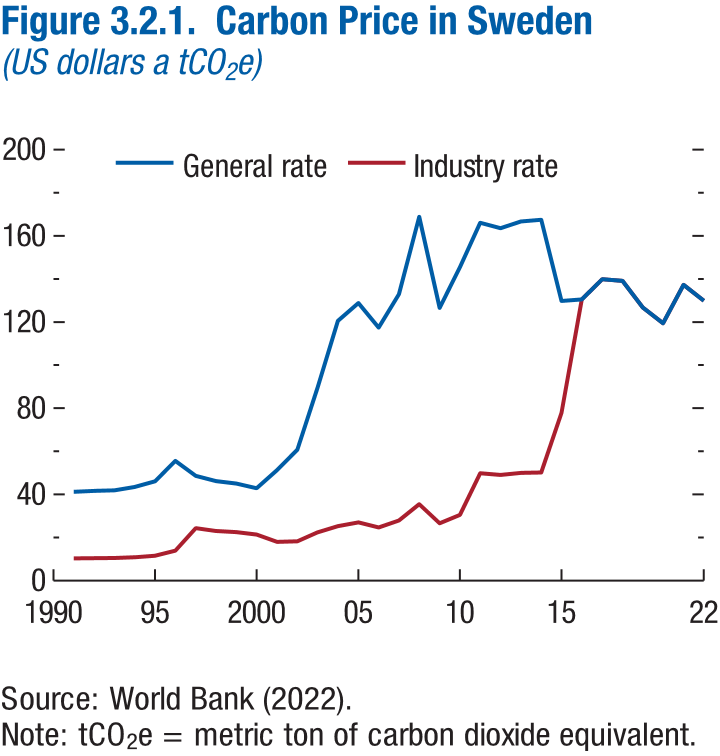 Figure 3.2.1. Carbon Price in Sweden
(US dollars a tCO₂e)
General rate
Industry rate
200
160
120
80
40
0
1990 95 2000 05 10 15 22
Source: World Bank (2022).
Note: tCO₂e = metric ton of carbon dioxide equivalent.